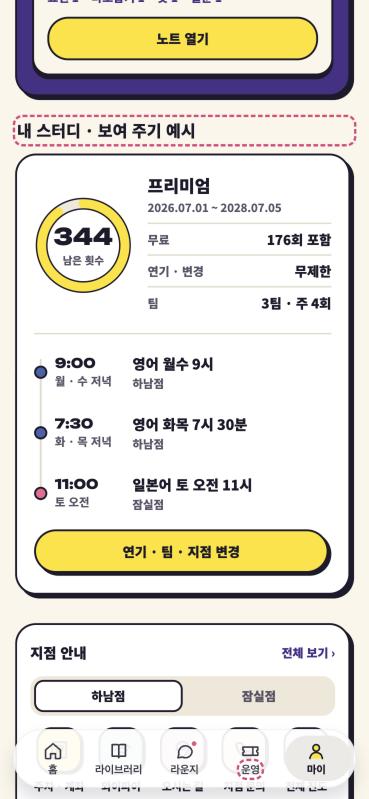 노트 열기
내 스터디 · 보여 주기 예시
프리미엄
2026.07.01 ~ 2028.07.05
344
남은 횟수
무료 176회 포함
연기 · 변경 무제한
팀 3팀 · 주 4회
9:00 영어 월수 9시
월 · 수 저녁 하남점
7:30 영어 화목 7시 30분
화 · 목 저녁 하남점
11:00 일본어 토 오전 11시
토 오전 잠실점
연기 · 팀 · 지점 변경
지점 안내 전체 보기 ›
하남점 잠실점
홈 라이브러리 라운지 운영 마이